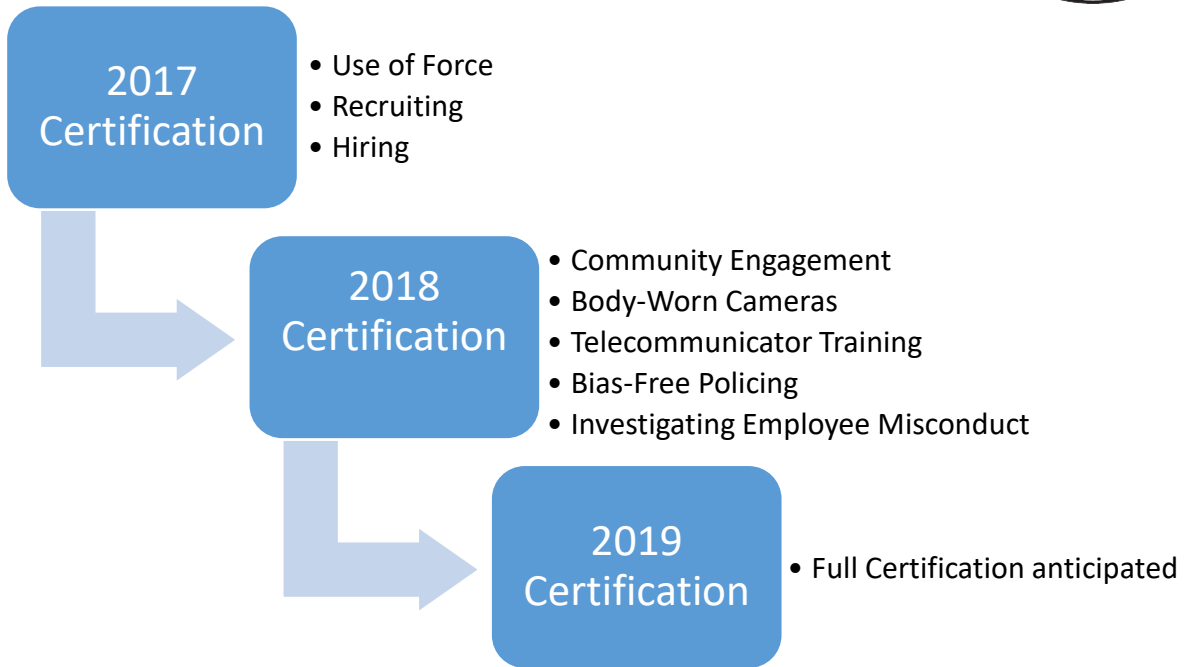 2017
Certification
• Use of Force
• Recruiting
• Hiring
2018
Certification
• Community Engagement
• Body-Worn Cameras
• Telecommunicator Training
• Bias-Free Policing
• Investigating Employee Misconduct
2019
Certification
• Full Certification anticipated